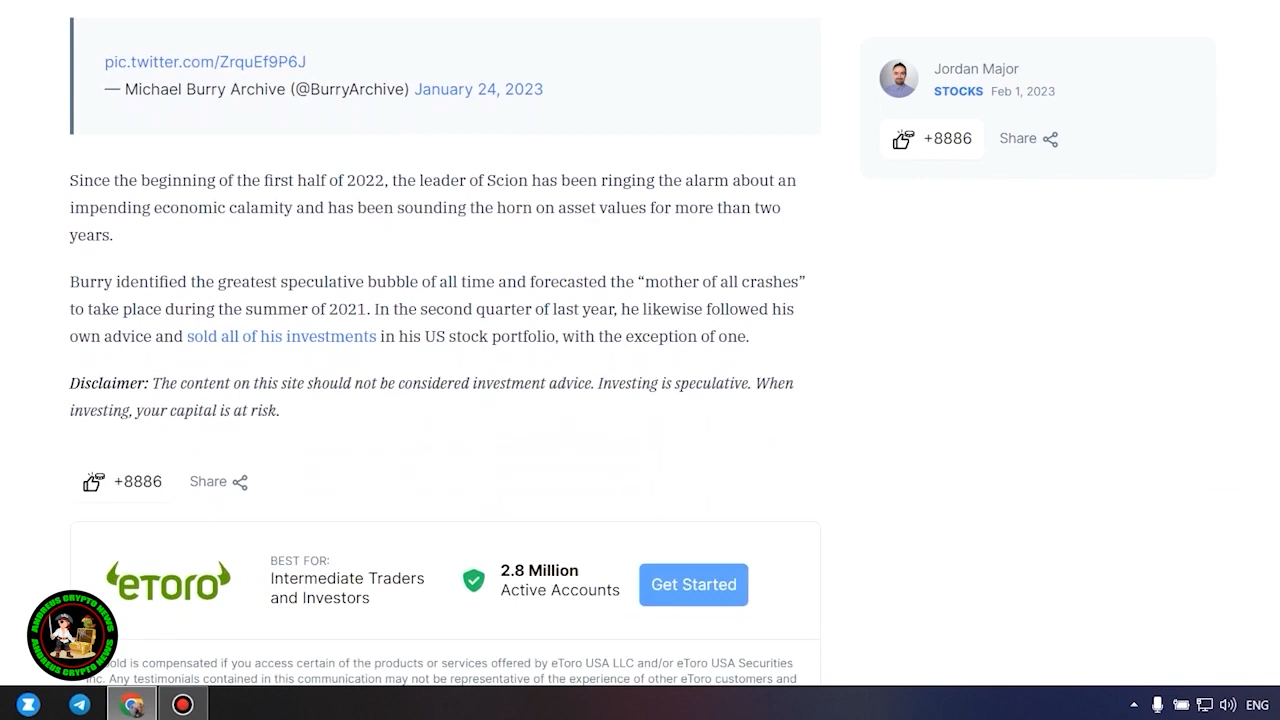 pic.twitter.com/ZrquEf9P6J
— Michael Burry Archive (@BurryArchive) January 24, 2023
Jordan Major
STOCKS Feb 1, 2023
+8886 Share
Since the beginning of the first half of 2022, the leader of Scion has been ringing the alarm about an
impending economic calamity and has been sounding the horn on asset values for more than two
years.
Burry identified the greatest speculative bubble of all time and forecasted the “mother of all crashes”
to take place during the summer of 2021. In the second quarter of last year, he likewise followed his
own advice and sold all of his investments in his US stock portfolio, with the exception of one.
Disclaimer: The content on this site should not be considered investment advice. Investing is speculative. When
investing, your capital is at risk.
+8886 Share
eToro
BEST FOR:
Intermediate Traders
and Investors
2.8 Million
Active Accounts
Get Started
ANDREUS CRYPTO NEWS
ANDREUS CRYPTO NEWS
is compensated if you access certain of the products or services offered by eToro USA LLC and/or eToro USA Securities
Inc. Any testimonials contained in this communication may not be representative of the experience of other eToro customers and
ENG